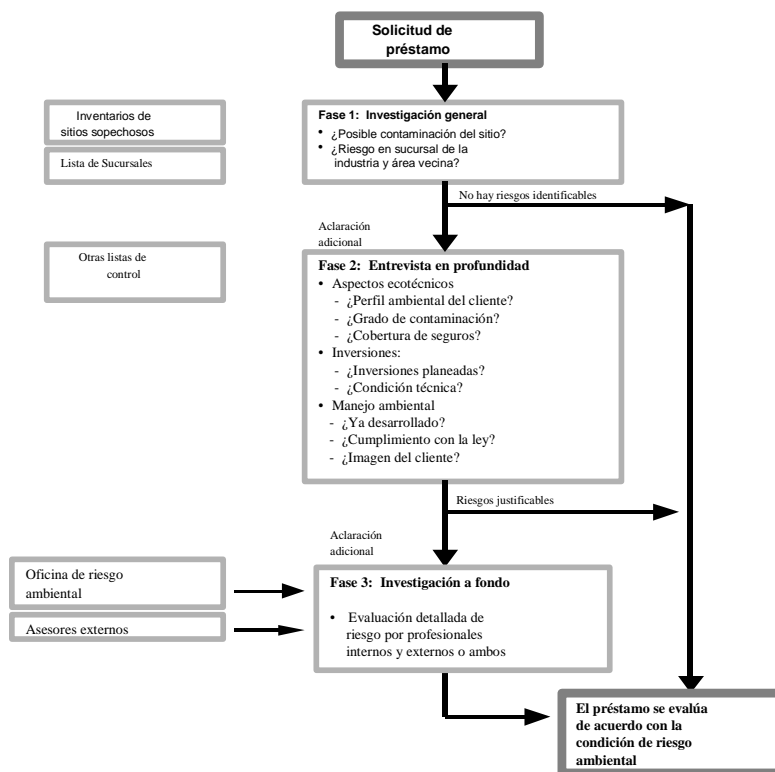 Solicitud de
préstamo
Inventarios de
sitios sopechosos
Lista de Sucursales
Fase 1: Investigación general
• ¿Posible contaminación del sitio?
• ¿Riesgo en sucursal de la
industria y área vecina?
No hay riesgos identificables
Aclaración
adicional
Otras listas de
control
Fase 2: Entrevista en profundidad
• Aspectos ecotécnicos
- ¿Perfil ambiental del cliente?
- ¿Grado de contaminación?
- ¿Cobertura de seguros?
• Inversiones:
- ¿Inversiones planeadas?
- ¿Condición técnica?
• Manejo ambiental
- ¿Ya desarrollado?
- ¿Cumplimiento con la ley?
- ¿Imagen del cliente?
Riesgos justificables
Aclaración
adicional
Oficina de riesgo
ambiental
Asesores externos
Fase 3: Investigación a fondo
• Evaluación detallada de
riesgo por profesionales
internos y externos o ambos
El préstamo se evalúa
de acuerdo con la
condición de riesgo
ambiental